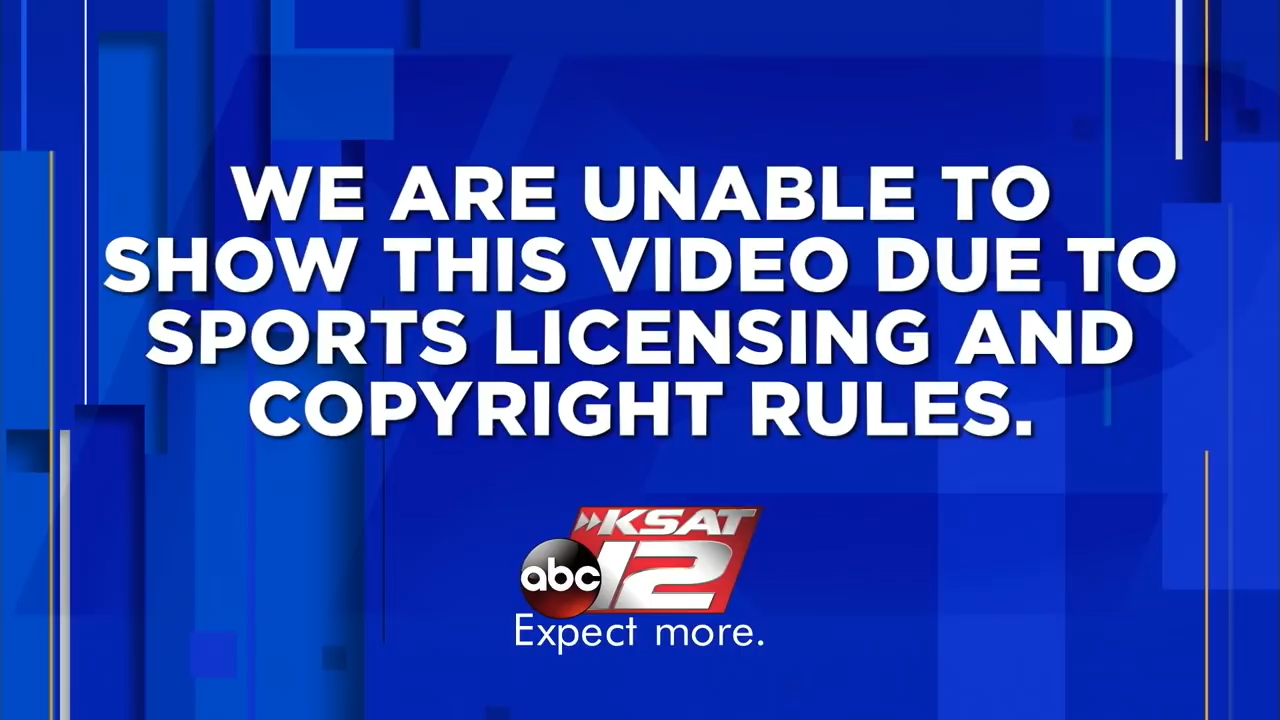 WE ARE UNABLE TO
SHOW THIS VIDEO DUE TO
SPORTS LICENSING AND
COPYRIGHT RULES.
KSAT
abc 12
Expect more.